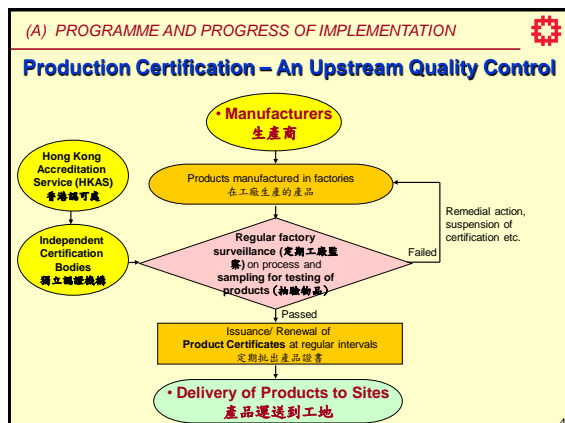 (A) PROGRAMME AND PROGRESS OF IMPLEMENTATION
Production Certification – An Upstream Quality Control
• Manufacturers
生產商
Hong Kong
Accreditation
Service (HKAS)
香港認可處
Products manufactured in factories
在工廠生產的產品
Remedial action,
suspension of
certification etc.
Independent
Certification
Bodies
獨立認證機構
Regular factory
surveillance (定期工廠監
察) on process and
sampling for testing of
products (抽驗物品)
Failed
Passed
Issuance/ Renewal of
Product Certificates at regular intervals
定期批出產品證書
• Delivery of Products to Sites
產品運送到工地
4